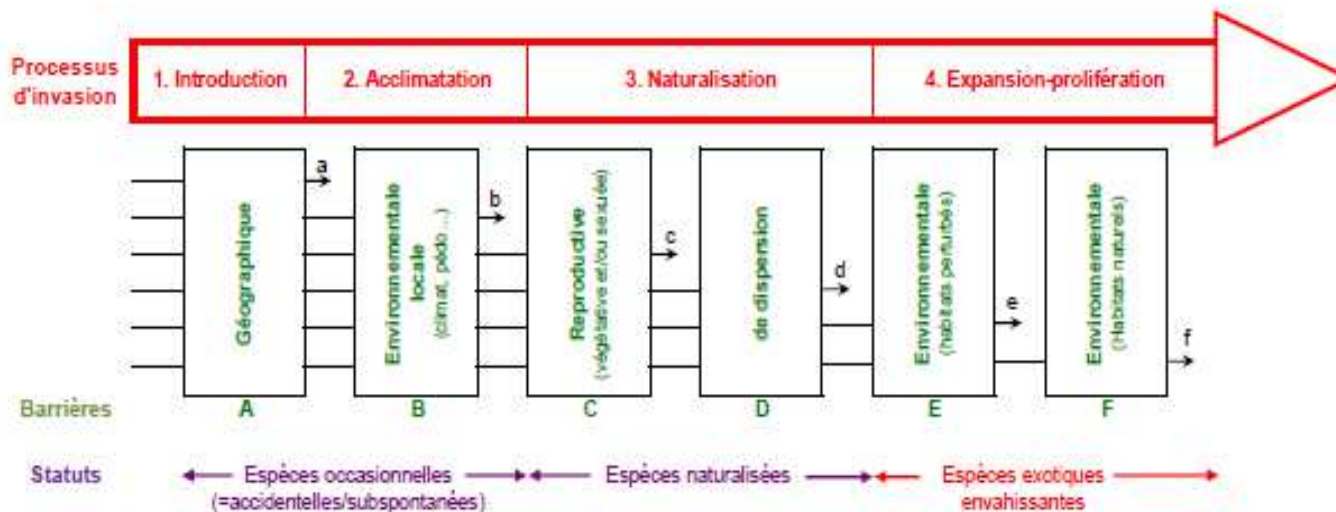 Processus
d'invasion
1. Introduction
2. Acclimatation
3. Naturalisation
4. Expansion-prolifération
a
b
c
d
e
f
Géographique
Environnementale
locale
(climat, pédo...)
Reproductive
(végétative et/ou sexuée)
de dispersion
Environnementale
(habitats perturbés)
Environnementale
(Habitats naturels)
Barrières
A
B
C
D
E
F
Statuts
Espèces occasionnelles
(=accidentelles/subspontanées)
Espèces naturalisées
Espèces exotiques
envahissantes